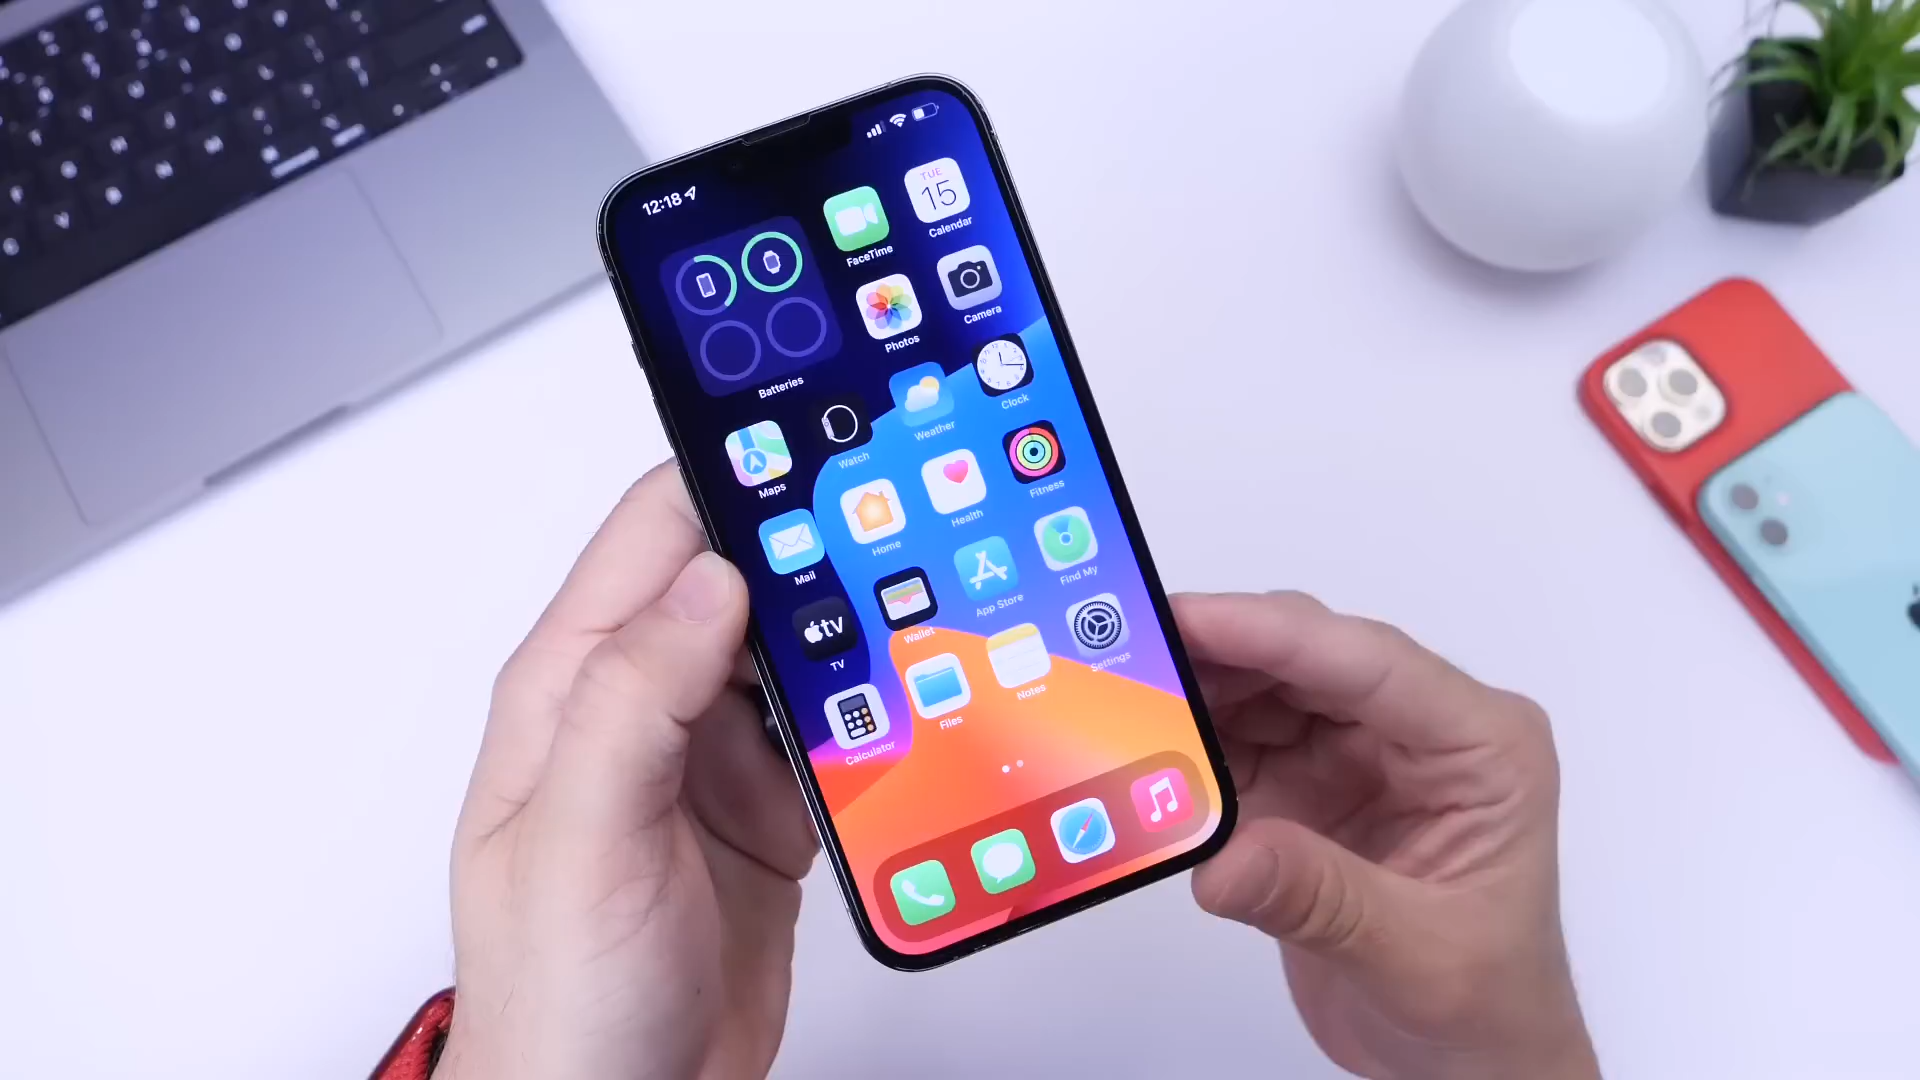 12:18
TUE
15
FaceTime
Calendar
Batteries
Photos
Camera
Maps
Watch
Weather
Clock
Mail
Home
Health
Fitness
tv
TV
Wallet
App Store
Find My
Calculator
Files
Notes
Settings